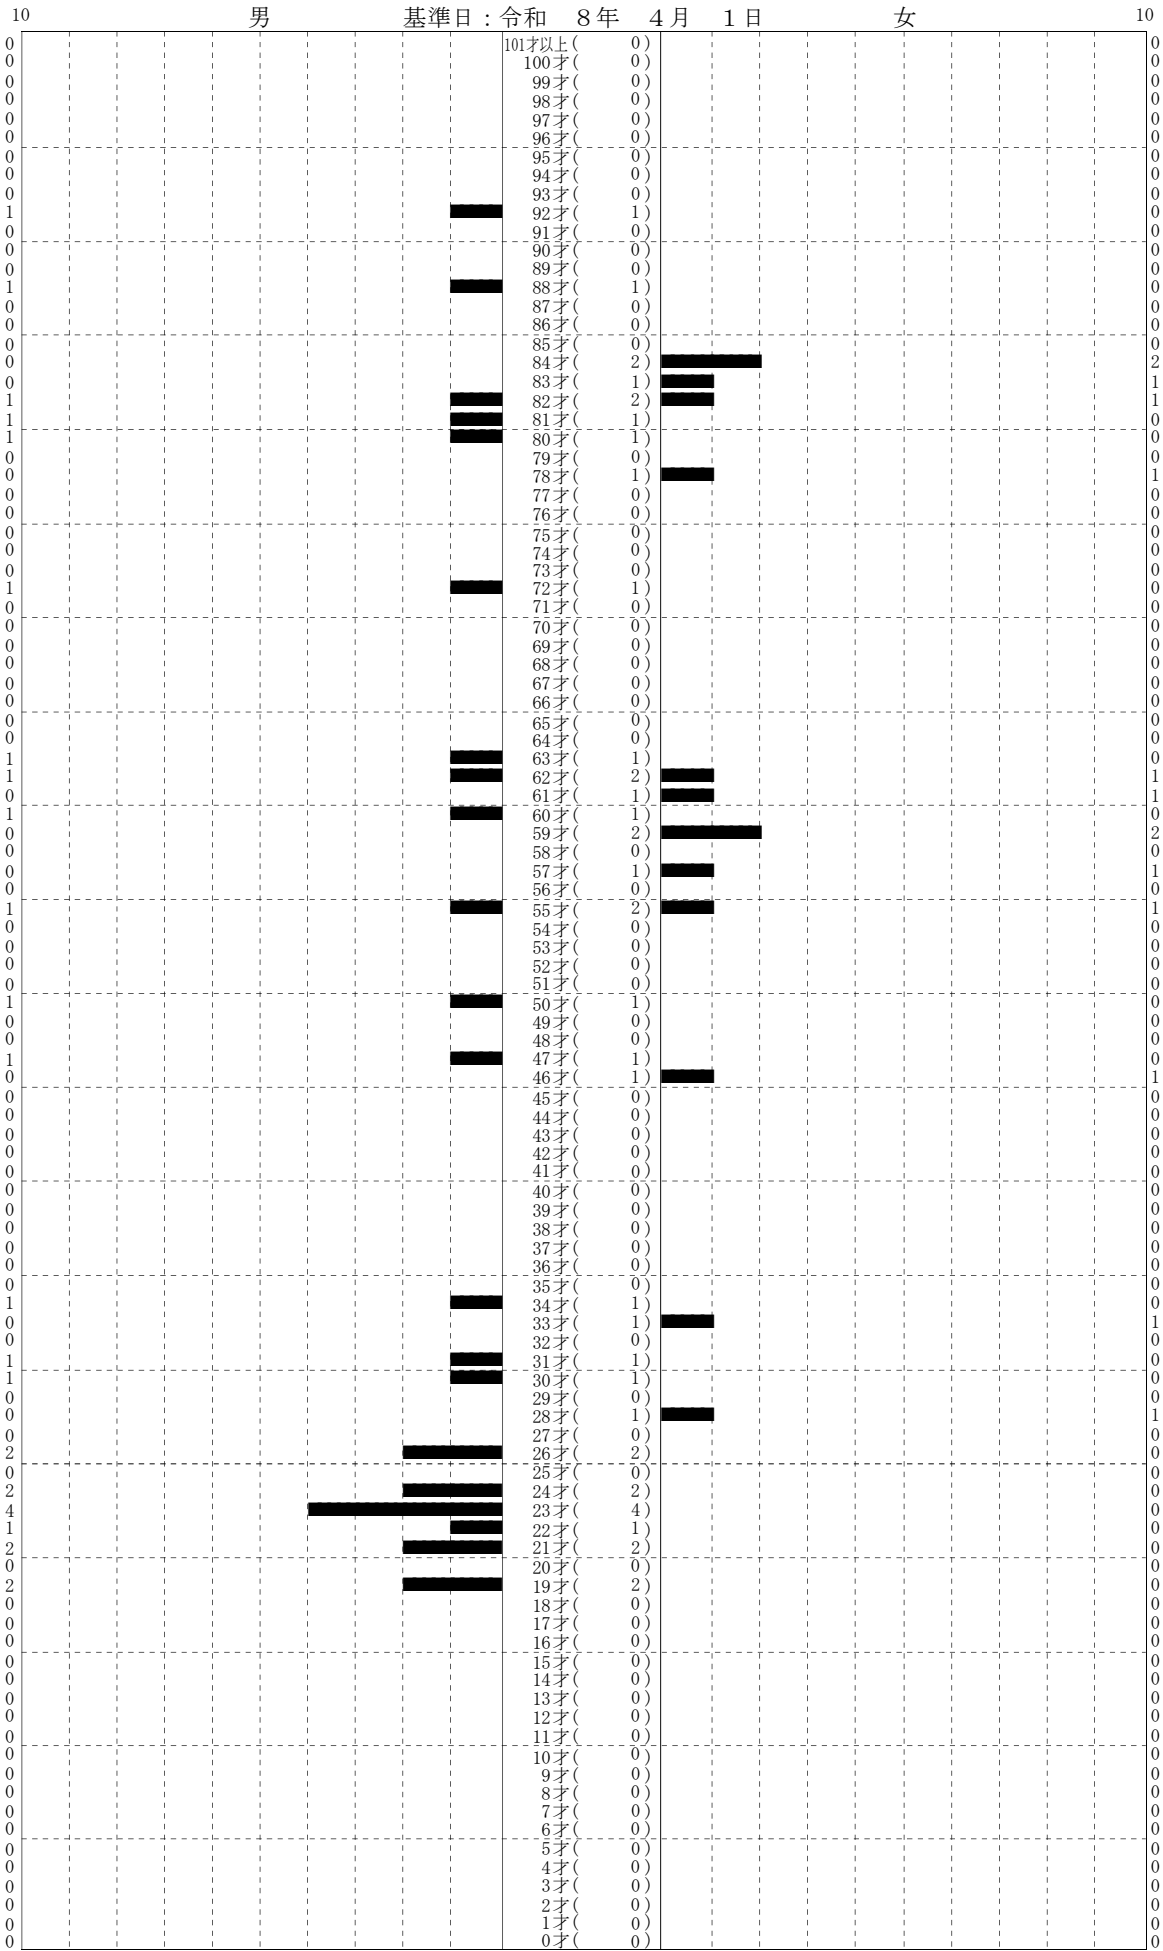 10 男 基準日：令和 ８年 ４月 １日 女 10
0 101才以上( 0) 0
0 100才( 0) 0
0 99才( 0) 0
0 98才( 0) 0
0 97才( 0) 0
0 96才( 0) 0
0 95才( 0) 0
0 94才( 0) 0
0 93才( 0) 0
1 92才( 1) 0
0 91才( 0) 0
0 90才( 0) 0
0 89才( 0) 0
1 88才( 1) 0
0 87才( 0) 0
0 86才( 0) 0
0 85才( 0) 0
0 84才( 2) 2
0 83才( 1) 1
1 82才( 2) 1
1 81才( 1) 0
1 80才( 1) 0
0 79才( 0) 0
0 78才( 1) 1
0 77才( 0) 0
0 76才( 0) 0
0 75才( 0) 0
0 74才( 0) 0
0 73才( 0) 0
1 72才( 1) 0
0 71才( 0) 0
0 70才( 0) 0
0 69才( 0) 0
0 68才( 0) 0
0 67才( 0) 0
0 66才( 0) 0
0 65才( 0) 0
0 64才( 0) 0
1 63才( 1) 0
1 62才( 2) 1
0 61才( 1) 1
1 60才( 1) 0
0 59才( 2) 2
0 58才( 0) 0
0 57才( 1) 1
0 56才( 0) 0
1 55才( 2) 1
0 54才( 0) 0
0 53才( 0) 0
0 52才( 0) 0
0 51才( 0) 0
1 50才( 1) 0
0 49才( 0) 0
0 48才( 0) 0
1 47才( 1) 0
0 46才( 1) 1
0 45才( 0) 0
0 44才( 0) 0
0 43才( 0) 0
0 42才( 0) 0
0 41才( 0) 0
0 40才( 0) 0
0 39才( 0) 0
0 38才( 0) 0
0 37才( 0) 0
0 36才( 0) 0
0 35才( 0) 0
1 34才( 1) 0
0 33才( 1) 1
0 32才( 0) 0
1 31才( 1) 0
1 30才( 1) 0
0 29才( 0) 0
0 28才( 1) 1
0 27才( 0) 0
2 26才( 2) 0
0 25才( 0) 0
2 24才( 2) 0
4 23才( 4) 0
1 22才( 1) 0
2 21才( 2) 0
0 20才( 0) 0
2 19才( 2) 0
0 18才( 0) 0
0 17才( 0) 0
0 16才( 0) 0
0 15才( 0) 0
0 14才( 0) 0
0 13才( 0) 0
0 12才( 0) 0
0 11才( 0) 0
0 10才( 0) 0
0 9才( 0) 0
0 8才( 0) 0
0 7才( 0) 0
0 6才( 0) 0
0 5才( 0) 0
0 4才( 0) 0
0 3才( 0) 0
0 2才( 0) 0
0 1才( 0) 0
0 0才( 0) 0